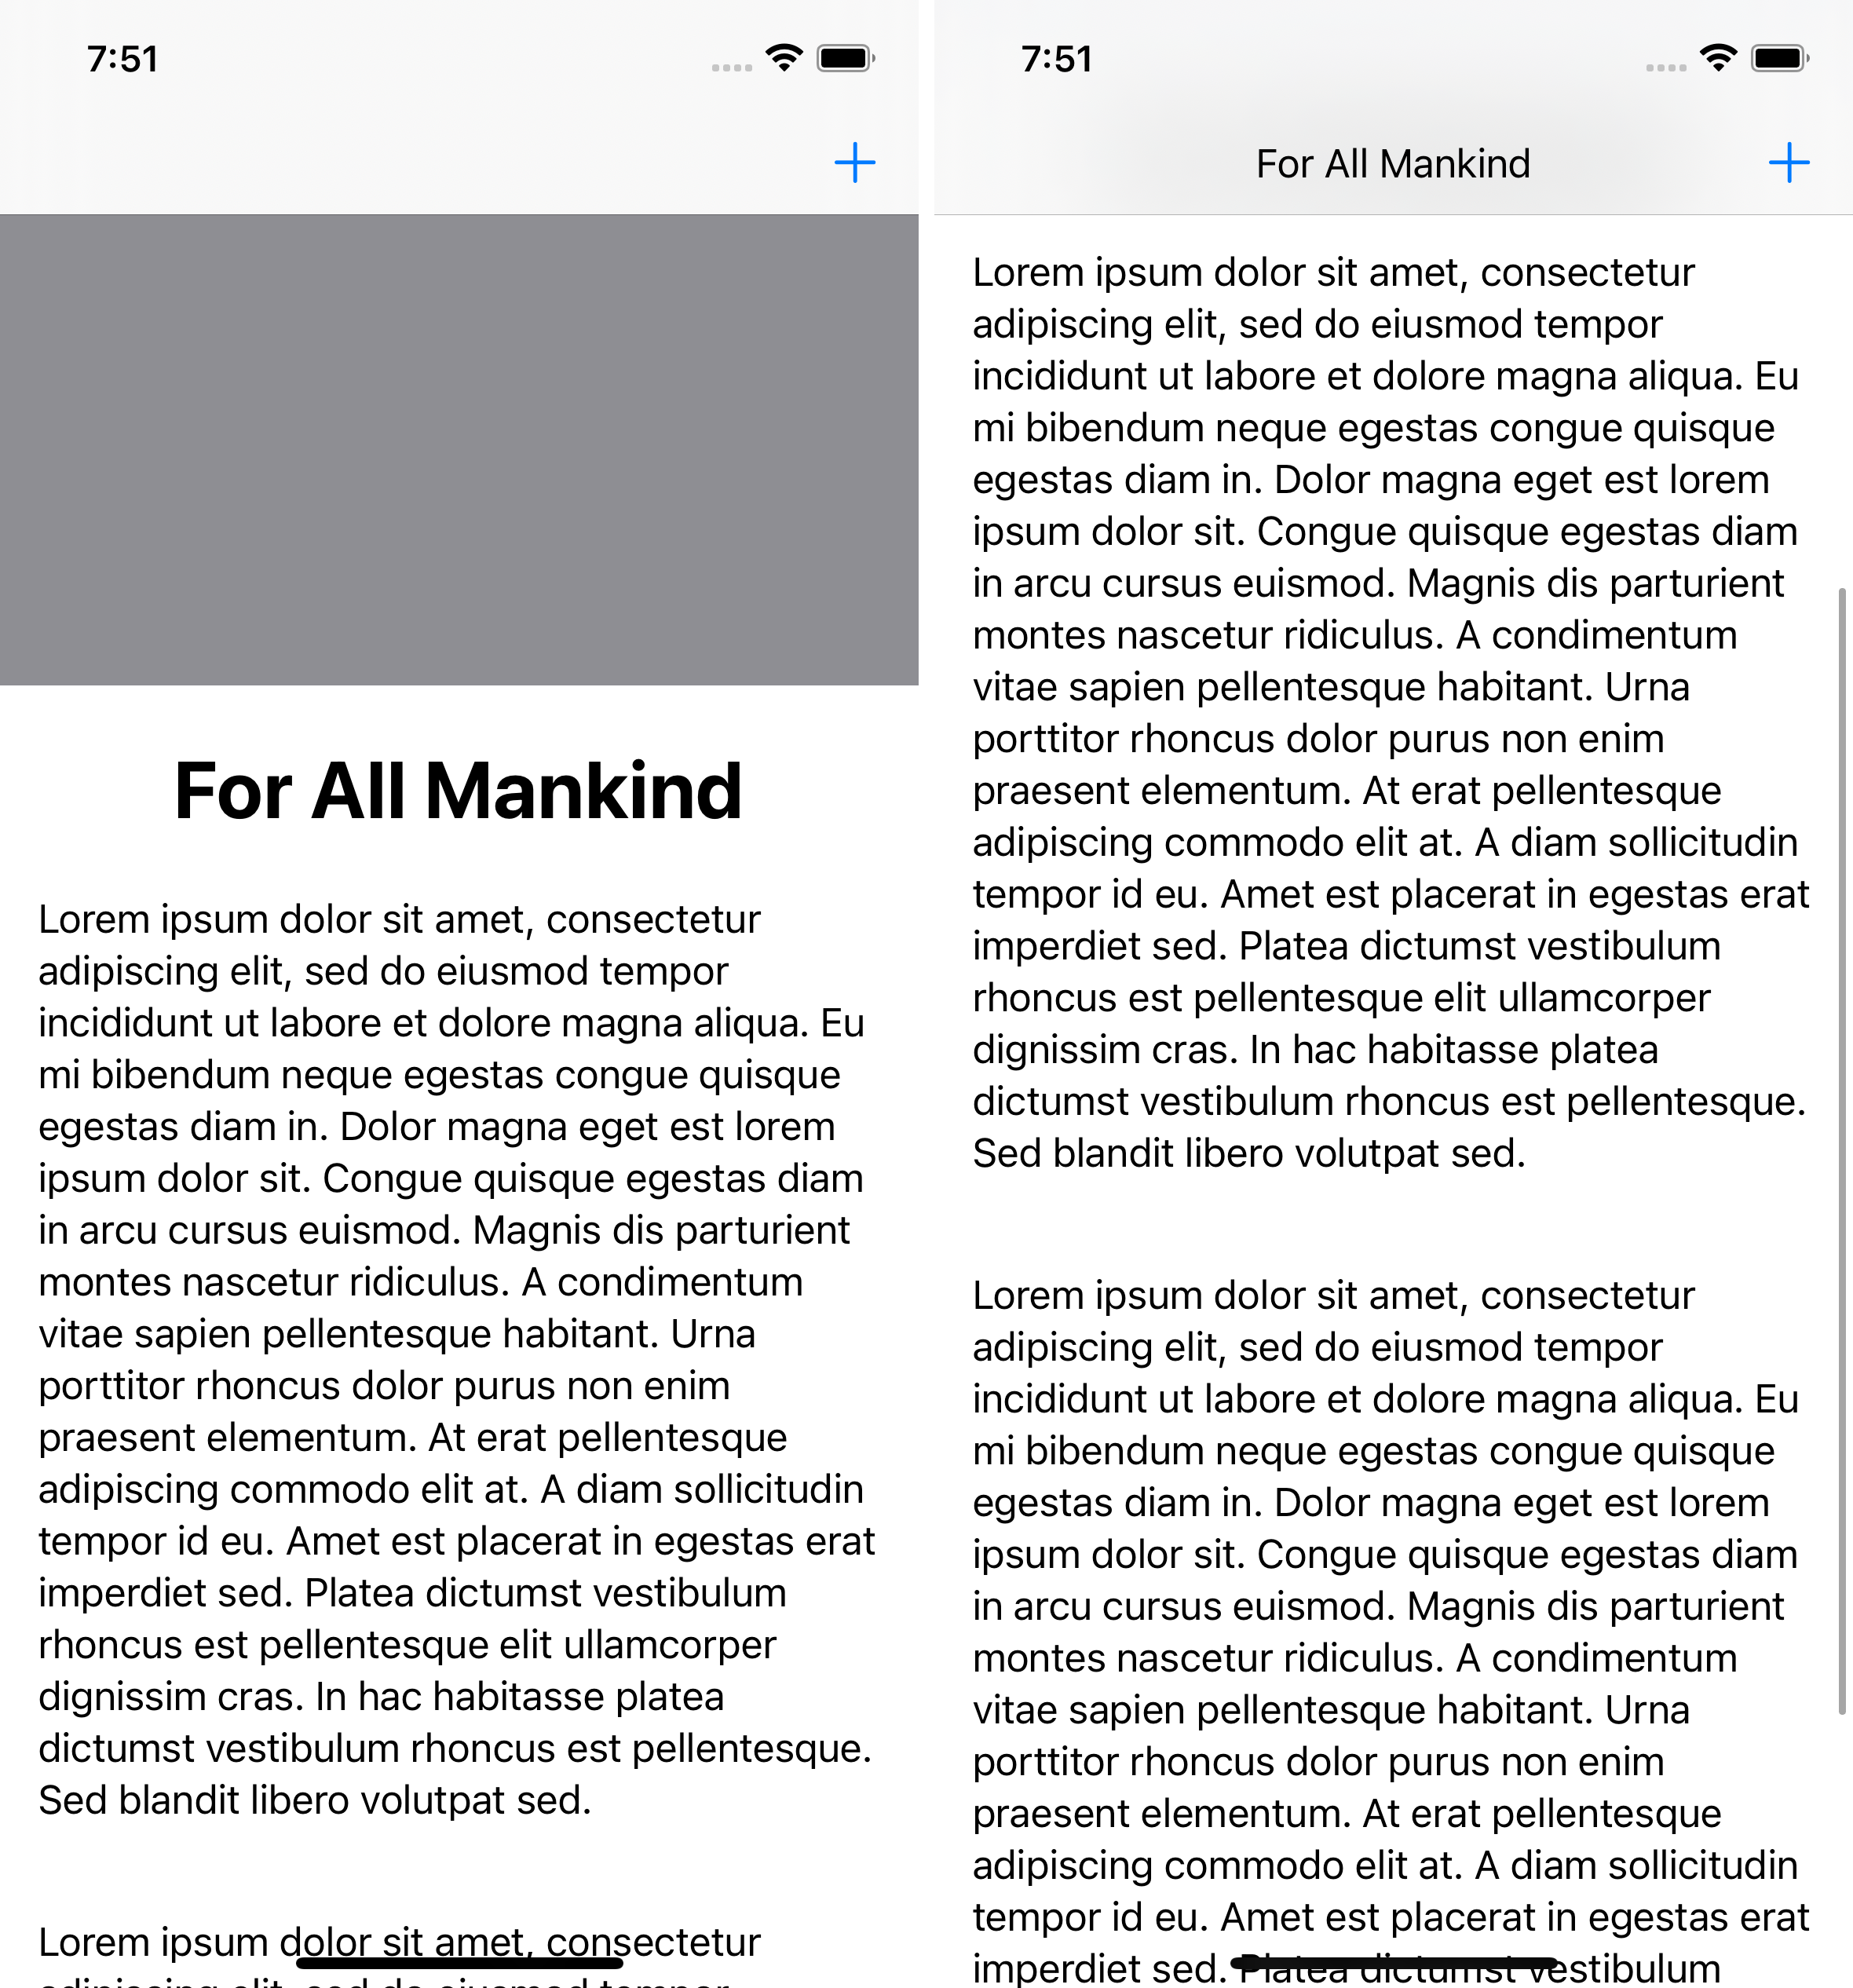 7:51
For All Mankind
Lorem ipsum dolor sit amet, consectetur
adipiscing elit, sed do eiusmod tempor
incididunt ut labore et dolore magna aliqua. Eu
mi bibendum neque egestas congue quisque
egestas diam in. Dolor magna eget est lorem
ipsum dolor sit. Congue quisque egestas diam
in arcu cursus euismod. Magnis dis parturient
montes nascetur ridiculus. A condimentum
vitae sapien pellentesque habitant. Urna
porttitor rhoncus dolor purus non enim
praesent elementum. At erat pellentesque
adipiscing commodo elit at. A diam sollicitudin
tempor id eu. Amet est placerat in egestas erat
imperdiet sed. Platea dictumst vestibulum
rhoncus est pellentesque elit ullamcorper
dignissim cras. In hac habitasse platea
dictumst vestibulum rhoncus est pellentesque.
Sed blandit libero volutpat sed.
Lorem ipsum dolor sit amet, consectetur
adipiscing elit, sed do eiusmod tempor
7:51
For All Mankind
Lorem ipsum dolor sit amet, consectetur
adipiscing elit, sed do eiusmod tempor
incididunt ut labore et dolore magna aliqua. Eu
mi bibendum neque egestas congue quisque
egestas diam in. Dolor magna eget est lorem
ipsum dolor sit. Congue quisque egestas diam
in arcu cursus euismod. Magnis dis parturient
montes nascetur ridiculus. A condimentum
vitae sapien pellentesque habitant. Urna
porttitor rhoncus dolor purus non enim
praesent elementum. At erat pellentesque
adipiscing commodo elit at. A diam sollicitudin
tempor id eu. Amet est placerat in egestas erat
imperdiet sed. Platea dictumst vestibulum
rhoncus est pellentesque elit ullamcorper
dignissim cras. In hac habitasse platea
dictumst vestibulum rhoncus est pellentesque.
Sed blandit libero volutpat sed.
Lorem ipsum dolor sit amet, consectetur
adipiscing elit, sed do eiusmod tempor
incididunt ut labore et dolore magna aliqua. Eu
mi bibendum neque egestas congue quisque
egestas diam in. Dolor magna eget est lorem
ipsum dolor sit. Congue quisque egestas diam
in arcu cursus euismod. Magnis dis parturient
montes nascetur ridiculus. A condimentum
vitae sapien pellentesque habitant. Urna
porttitor rhoncus dolor purus non enim
praesent elementum. At erat pellentesque
adipiscing commodo elit at. A diam sollicitudin
tempor id eu. Amet est placerat in egestas erat
imperdiet sed. Platea dictumst vestibulum